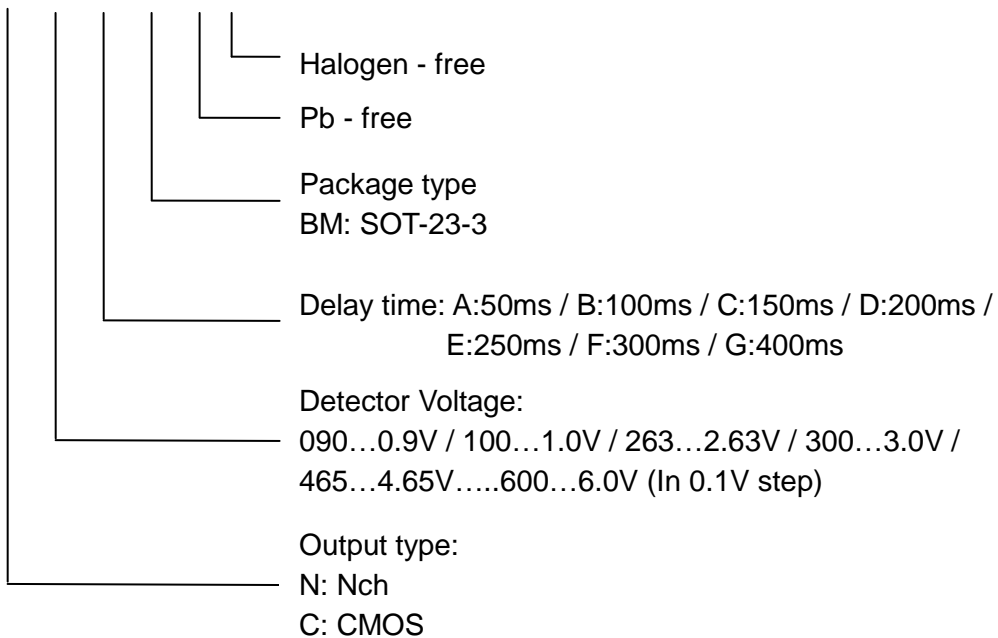 Halogen - free
Pb - free
Package type
BM: SOT-23-3
Delay time: A:50ms / B:100ms / C:150ms / D:200ms /
E:250ms / F:300ms / G:400ms
Detector Voltage:
090…0.9V / 100…1.0V / 263…2.63V / 300…3.0V /
465…4.65V…..600…6.0V (In 0.1V step)
Output type:
N: Nch
C: CMOS